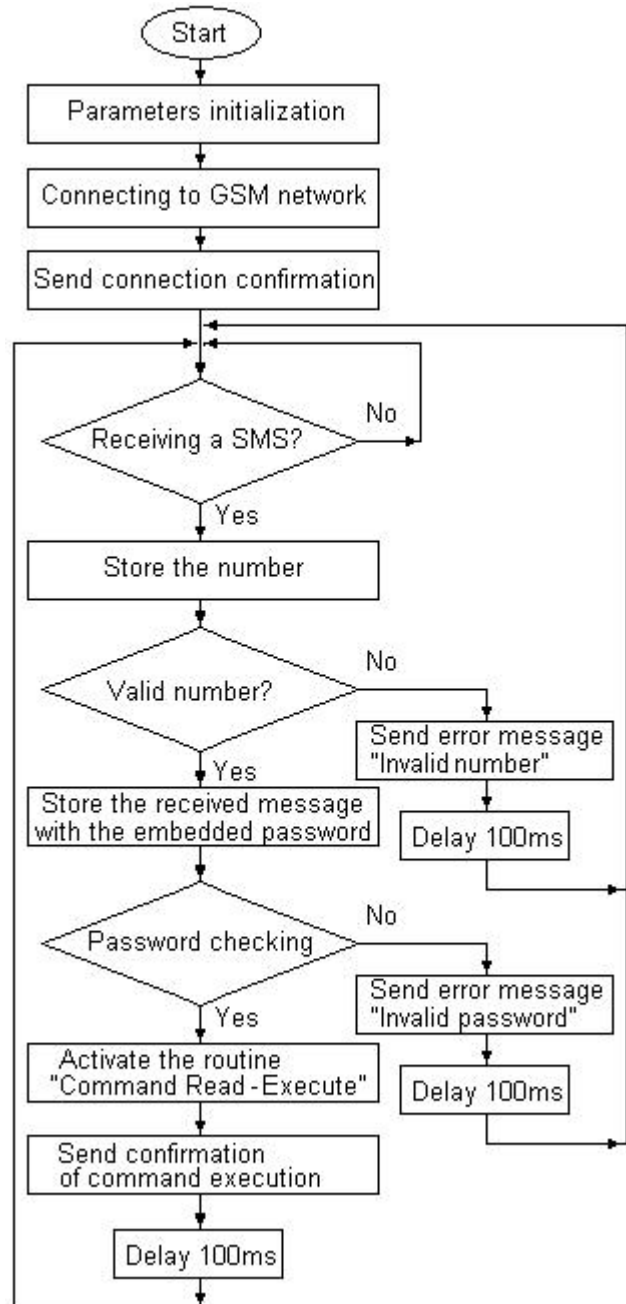 Start
Parameters initialization
Connecting to GSM network
Send connection confirmation
No
Receiving a SMS?
Yes
Store the number
No
Valid number?
Send error message
"Invalid number"
Yes
Store the received message
with the embedded password
Delay 100ms
No
Password checking
Send error message
"Invalid password"
Yes
Activate the routine
"Command Read-Execute"
Delay 100ms
Send confirmation
of command execution
Delay 100ms